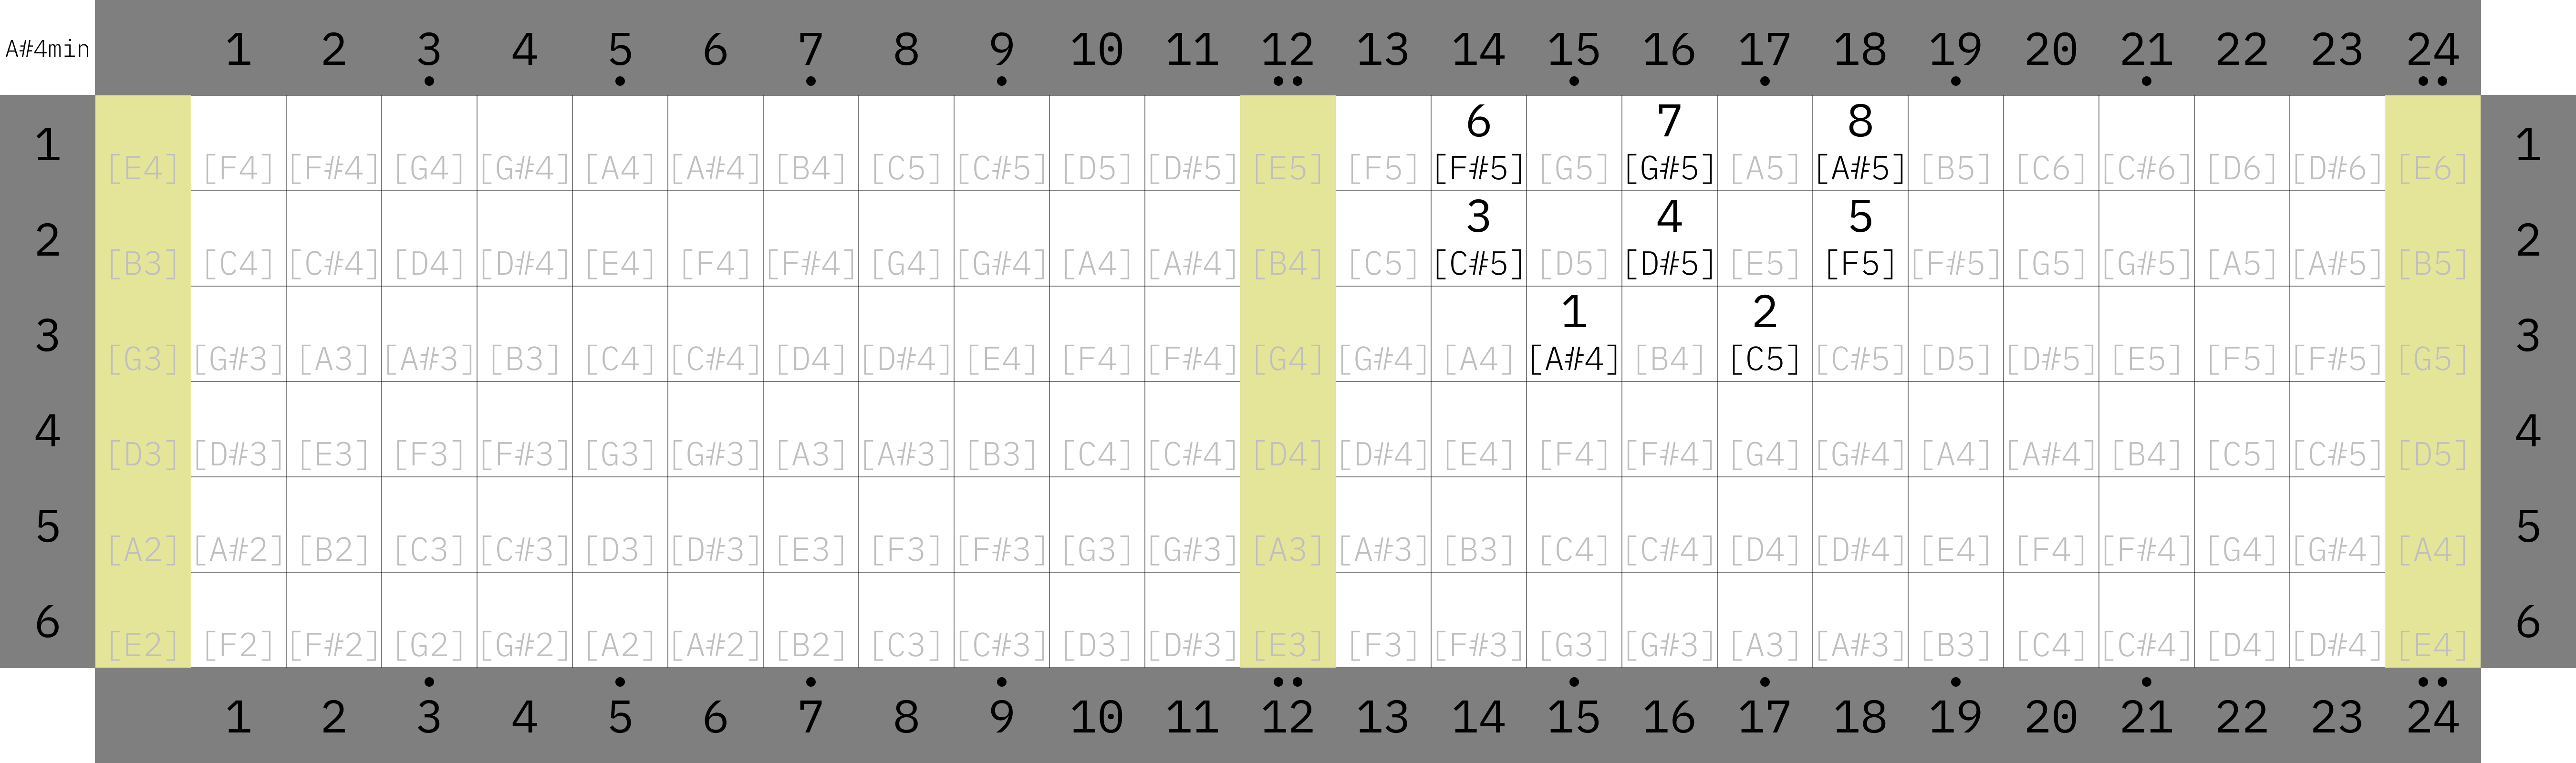 A#4min 1 2 3 4 5 6 7 8 9 10 11 12 13 14 15 16 17 18 19 20 21 22 23 24
6 7 8
1 [E4] [F4] [F#4] [G4] [G#4] [A4] [A#4] [B4] [C5] [C#5] [D5] [D#5] [E5] [F5] [F#5] [G5] [G#5] [A5] [A#5] [B5] [C6] [C#6] [D6] [D#6] [E6] 1
3 4 5
2 [B3] [C4] [C#4] [D4] [D#4] [E4] [F4] [F#4] [G4] [G#4] [A4] [A#4] [B4] [C5] [C#5] [D5] [D#5] [E5] [F5] [F#5] [G5] [G#5] [A5] [A#5] [B5] 2
1 2
3 [G3] [G#3] [A3] [A#3] [B3] [C4] [C#4] [D4] [D#4] [E4] [F4] [F#4] [G4] [G#4] [A4] [A#4] [B4] [C5] [C#5] [D5] [D#5] [E5] [F5] [F#5] [G5] 3
4 [D3] [D#3] [E3] [F3] [F#3] [G3] [G#3] [A3] [A#3] [B3] [C4] [C#4] [D4] [D#4] [E4] [F4] [F#4] [G4] [G#4] [A4] [A#4] [B4] [C5] [C#5] [D5] 4
5 [A2] [A#2] [B2] [C3] [C#3] [D3] [D#3] [E3] [F3] [F#3] [G3] [G#3] [A3] [A#3] [B3] [C4] [C#4] [D4] [D#4] [E4] [F4] [F#4] [G4] [G#4] [A4] 5
6 [E2] [F2] [F#2] [G2] [G#2] [A2] [A#2] [B2] [C3] [C#3] [D3] [D#3] [E3] [F3] [F#3] [G3] [G#3] [A3] [A#3] [B3] [C4] [C#4] [D4] [D#4] [E4] 6
1 2 3 4 5 6 7 8 9 10 11 12 13 14 15 16 17 18 19 20 21 22 23 24